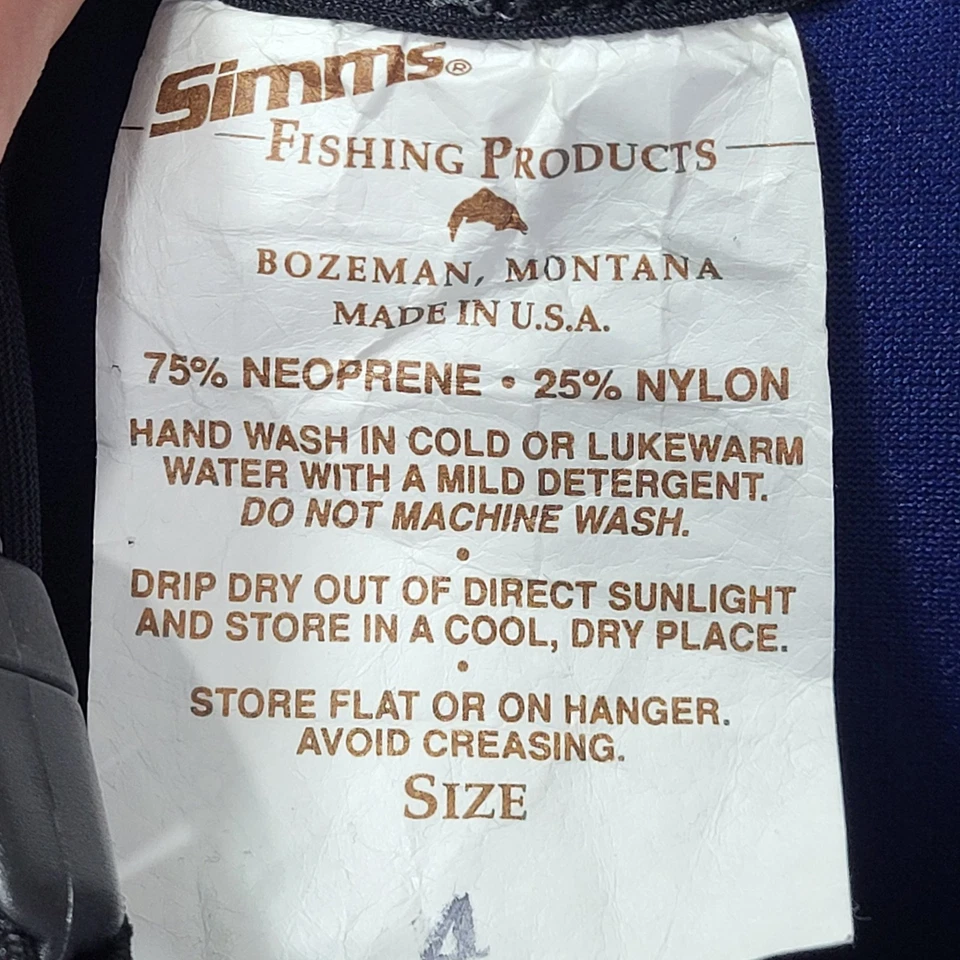 Simms®
FISHING PRODUCTS
BOZEMAN, MONTANA
MADE IN U.S.A.
75% NEOPRENE • 25% NYLON
HAND WASH IN COLD OR LUKEWARM
WATER WITH A MILD DETERGENT.
DO NOT MACHINE WASH.
•
DRIP DRY OUT OF DIRECT SUNLIGHT
AND STORE IN A COOL, DRY PLACE.
•
STORE FLAT OR ON HANGER.
AVOID CREASING.
SIZE
4